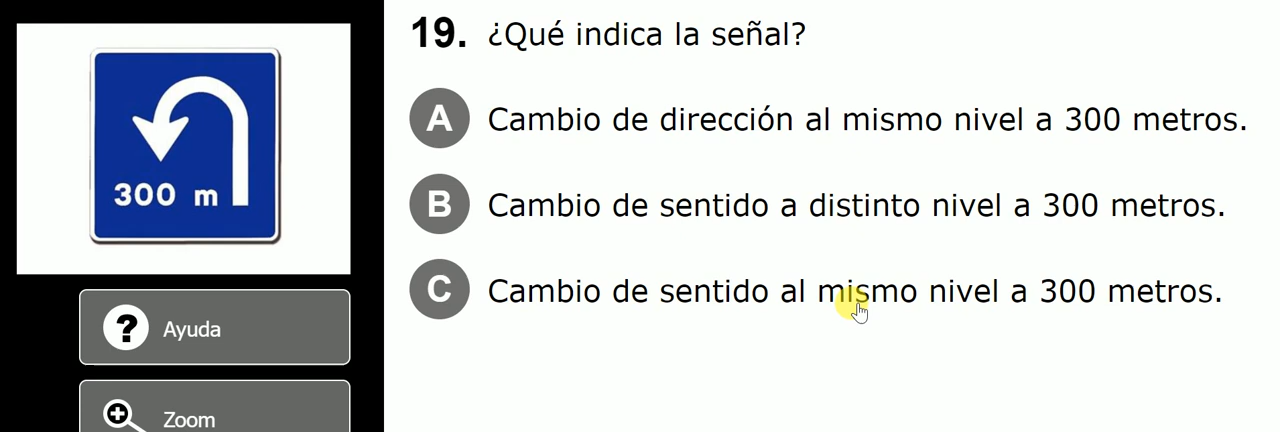 300 m
19. ¿Qué indica la señal?
A Cambio de dirección al mismo nivel a 300 metros.
B Cambio de sentido a distinto nivel a 300 metros.
C Cambio de sentido al mismo nivel a 300 metros.
? Ayuda
Zoom